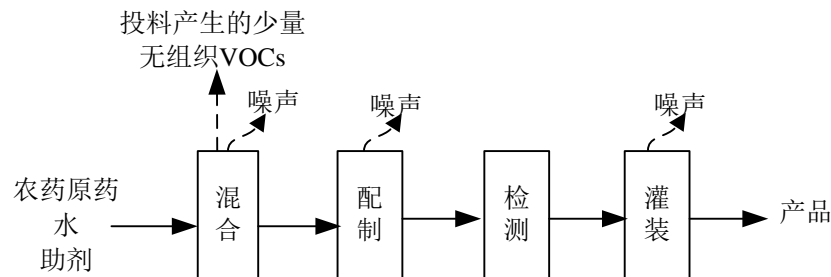 投料产生的少量
无组织VOCs
噪声
噪声
噪声
农药原药
水
助剂
混合
配制
检测
灌装
产品